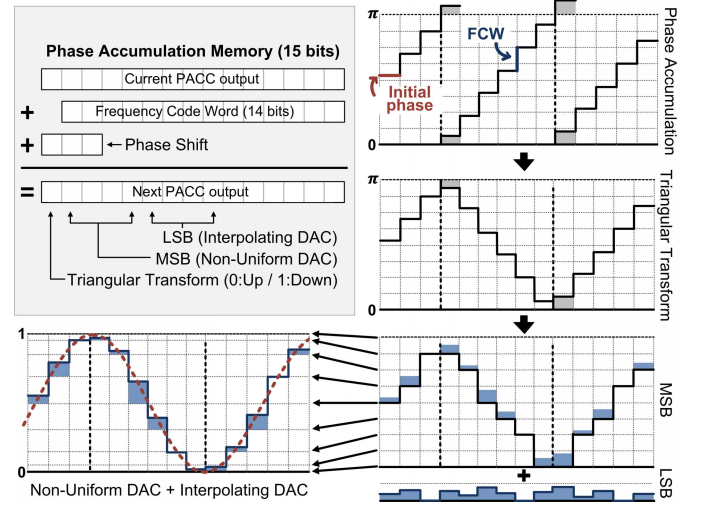 Phase Accumulation Memory (15 bits)
Current PACC output
+
Frequency Code Word (14 bits)
+
← Phase Shift
=
Next PACC output
LSB (Interpolating DAC)
MSB (Non-Uniform DAC)
Triangular Transform (0:Up / 1:Down)
π
FCW
Initial
phase
0
Phase Accumulation
π
0
Triangular Transform
1
0
Non-Uniform DAC + Interpolating DAC
MSB
+
LSB